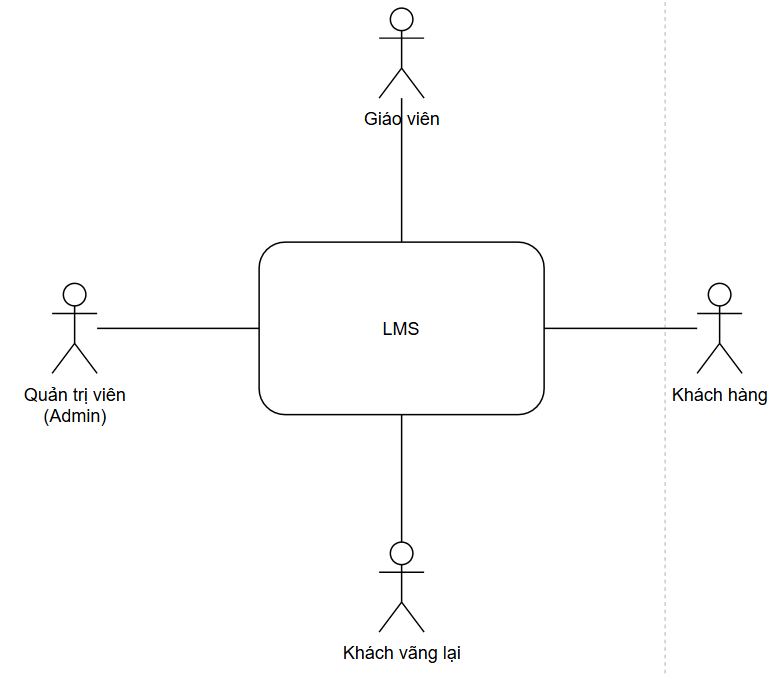 Giáo viên
LMS
Quản trị viên
(Admin)
Khách hàng
Khách vãng lại